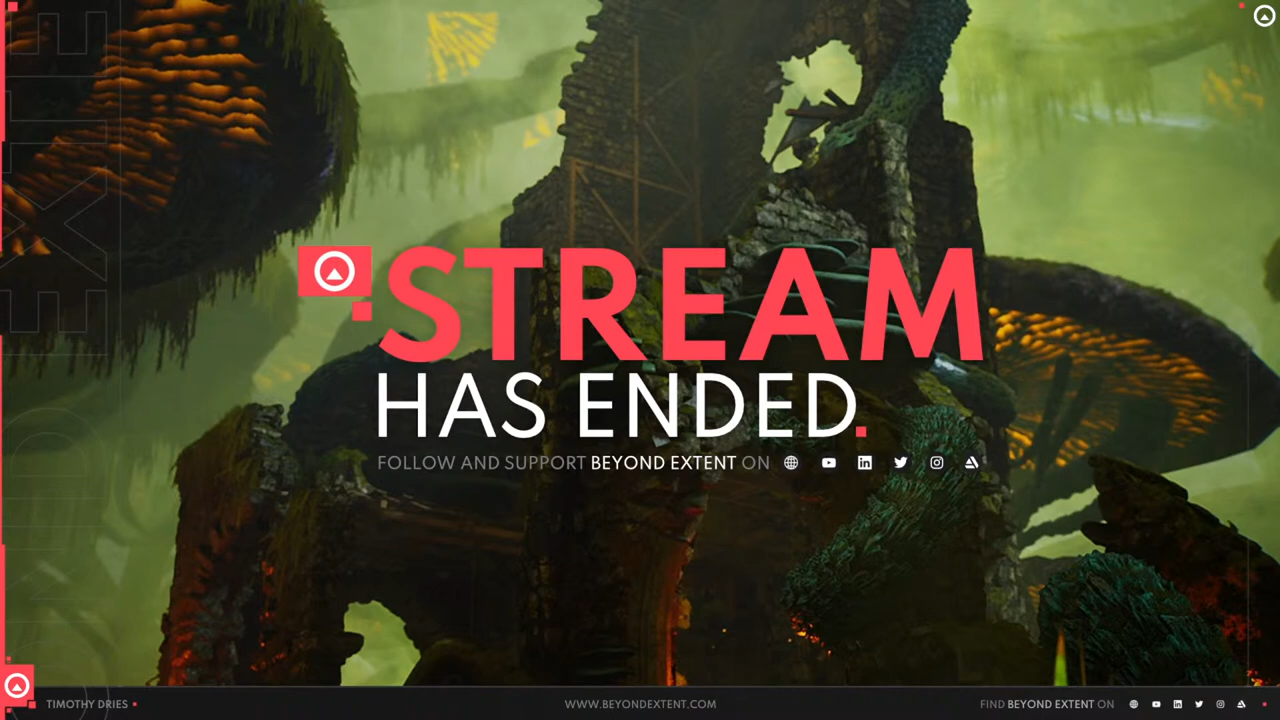 STREAM
HAS ENDED.
FOLLOW AND SUPPORT BEYOND EXTENT ON
TIMOTHY DRIES
WWW.BEYONDEXTENT.COM
FIND BEYOND EXTENT ON